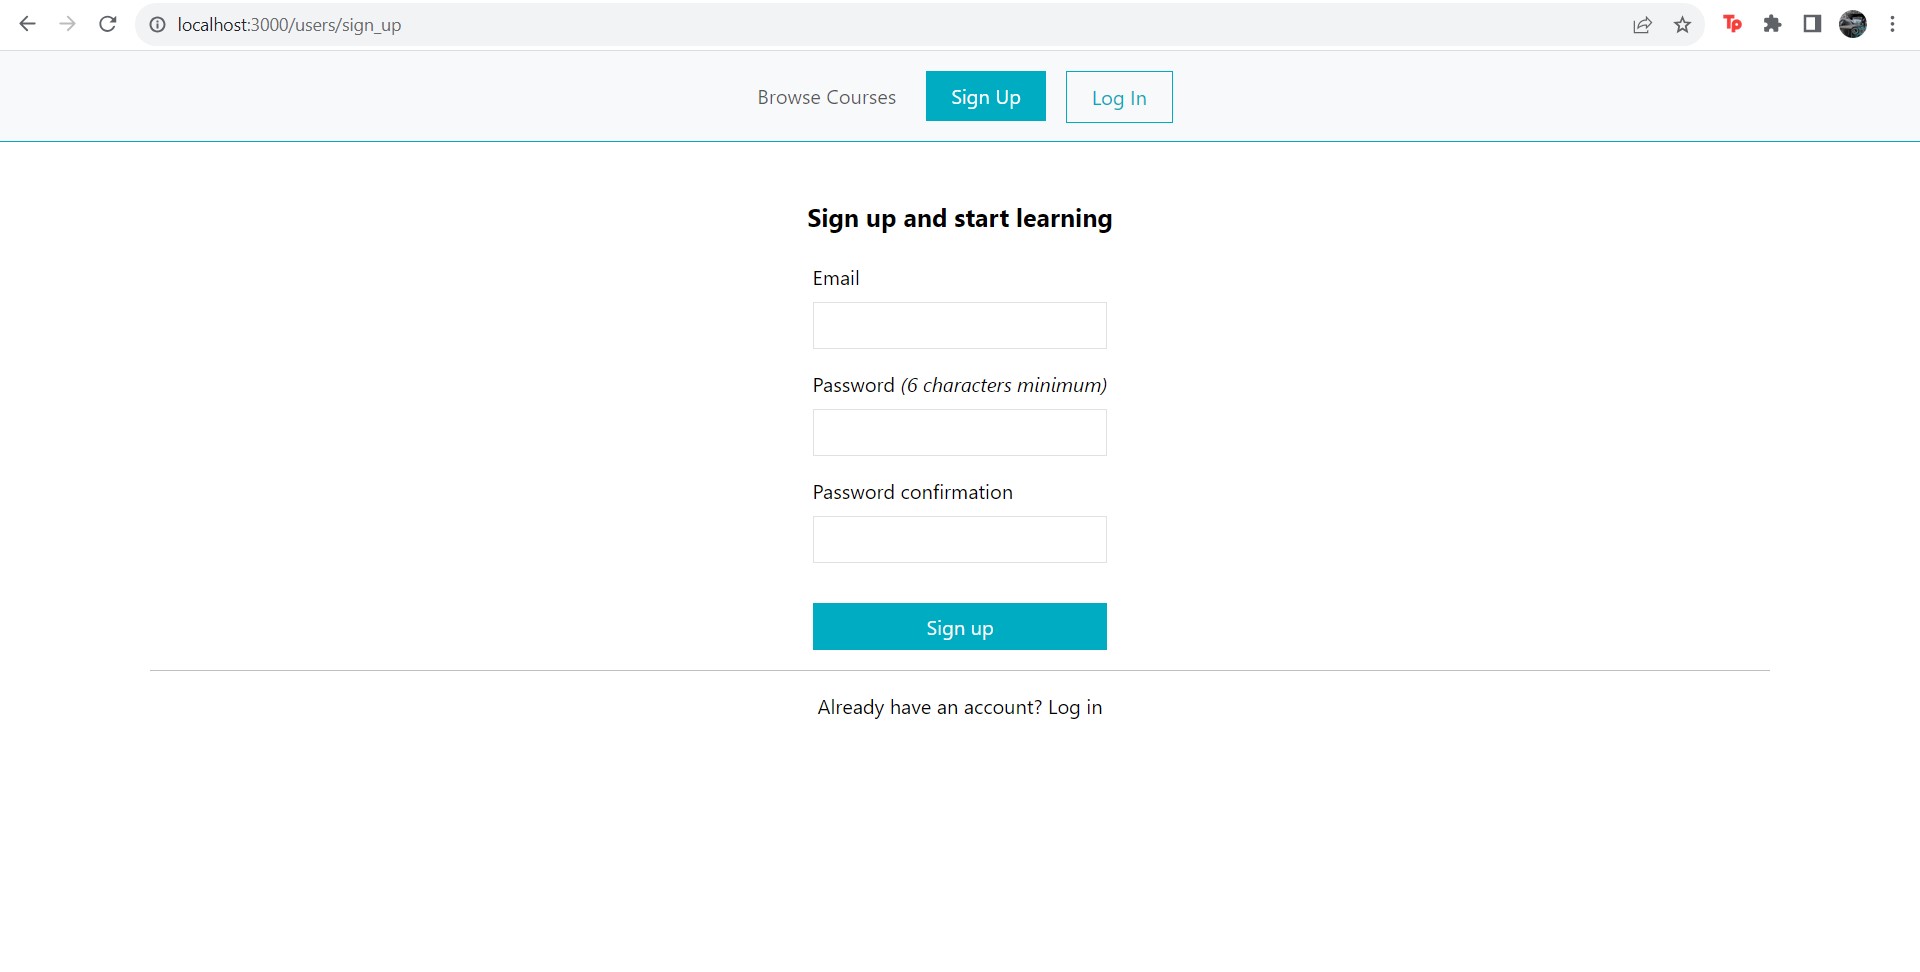 localhost:3000/users/sign_up
Tp
Browse Courses Sign Up Log In
Sign up and start learning
Email
Password (6 characters minimum)
Password confirmation
Sign up
Already have an account? Log in